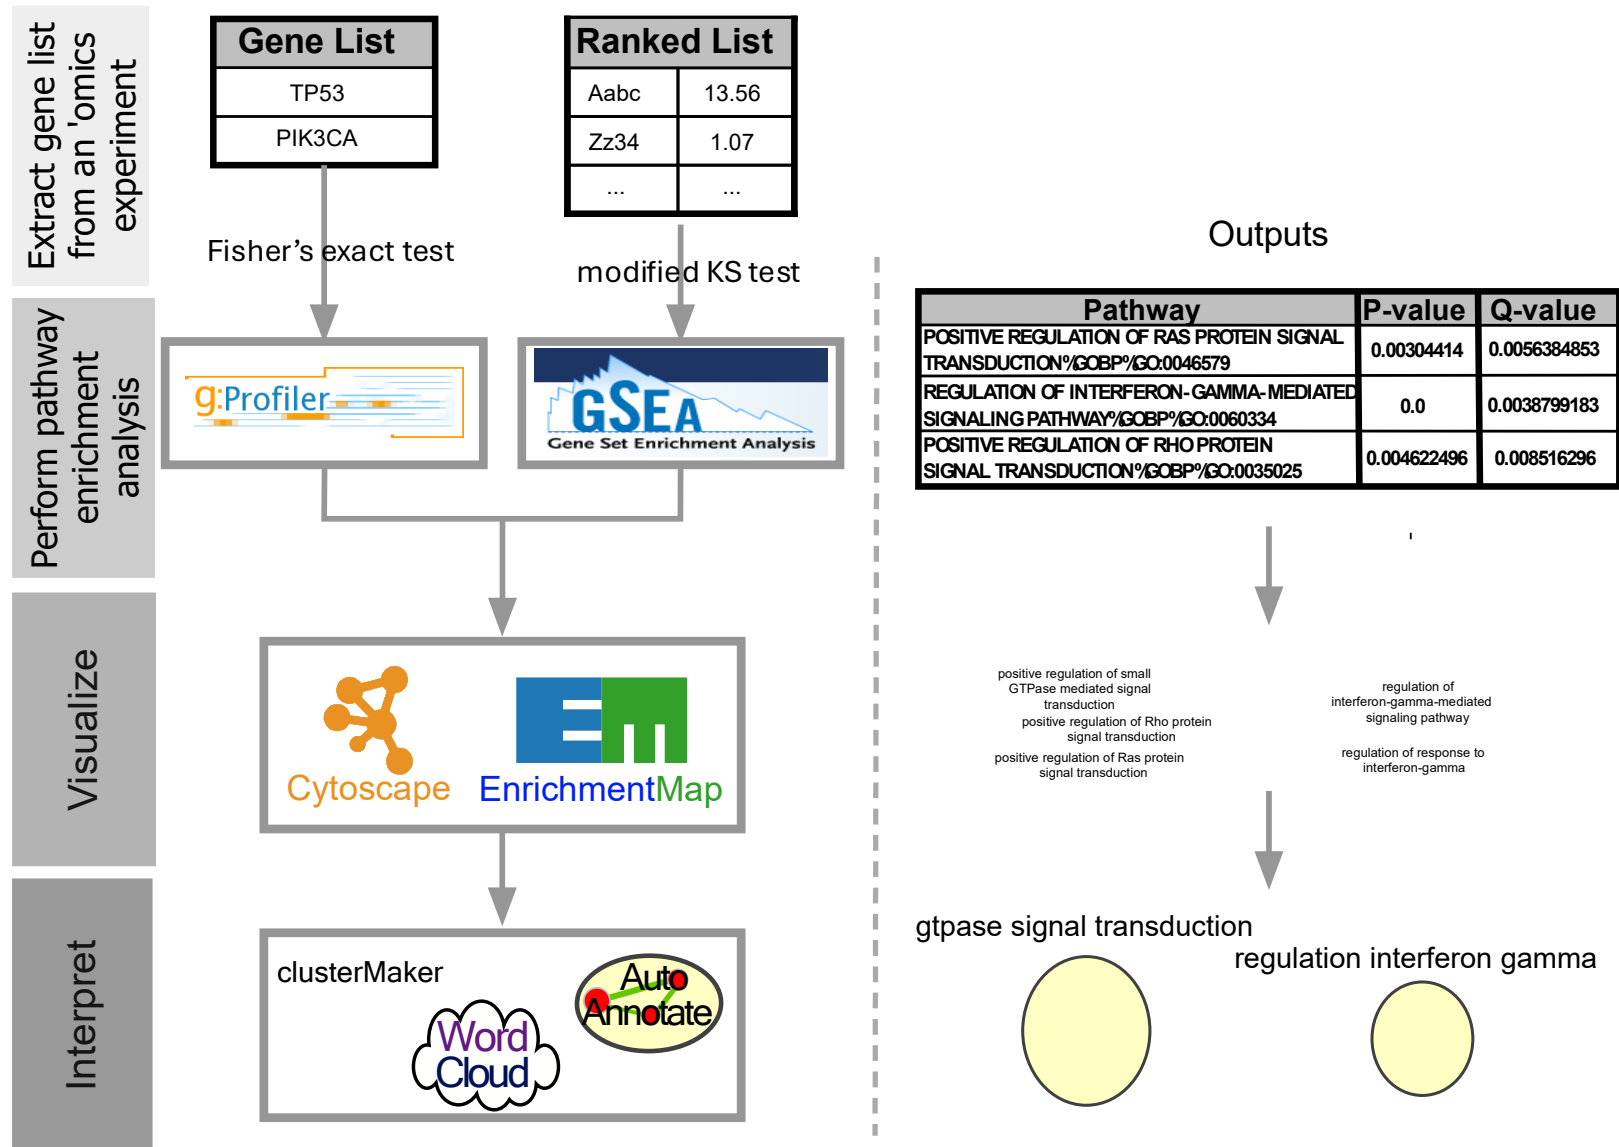 Extract gene list
from an 'omics
experiment
Gene List
TP53
PIK3CA
Ranked List
Aabc 13.56
Zz34 1.07
... ...
Fisher's exact test
modified KS test
Perform pathway
enrichment
analysis
g:Profiler
GSEA
Gene Set Enrichment Analysis
Visualize
Cytoscape
EM
EnrichmentMap
Interpret
clusterMaker
Word
Cloud
Auto
Annotate
Outputs
Pathway P-value Q-value
POSITIVE REGULATION OF RAS PROTEIN SIGNAL
TRANSDUCTION%GOBP%GO:0046579 0.00304414 0.0056384853
REGULATION OF INTERFERON-GAMMA-MEDIATED
SIGNALING PATHWAY%GOBP%GO:0060334 0.0 0.0038799183
POSITIVE REGULATION OF RHO PROTEIN
SIGNAL TRANSDUCTION%GOBP%GO:0035025 0.004622496 0.008516296
positive regulation of small
GTPase mediated signal
transduction
positive regulation of Rho protein
signal transduction
positive regulation of Ras protein
signal transduction
regulation of
interferon-gamma-mediated
signaling pathway
regulation of response to
interferon-gamma
gtpase signal transduction
regulation interferon gamma